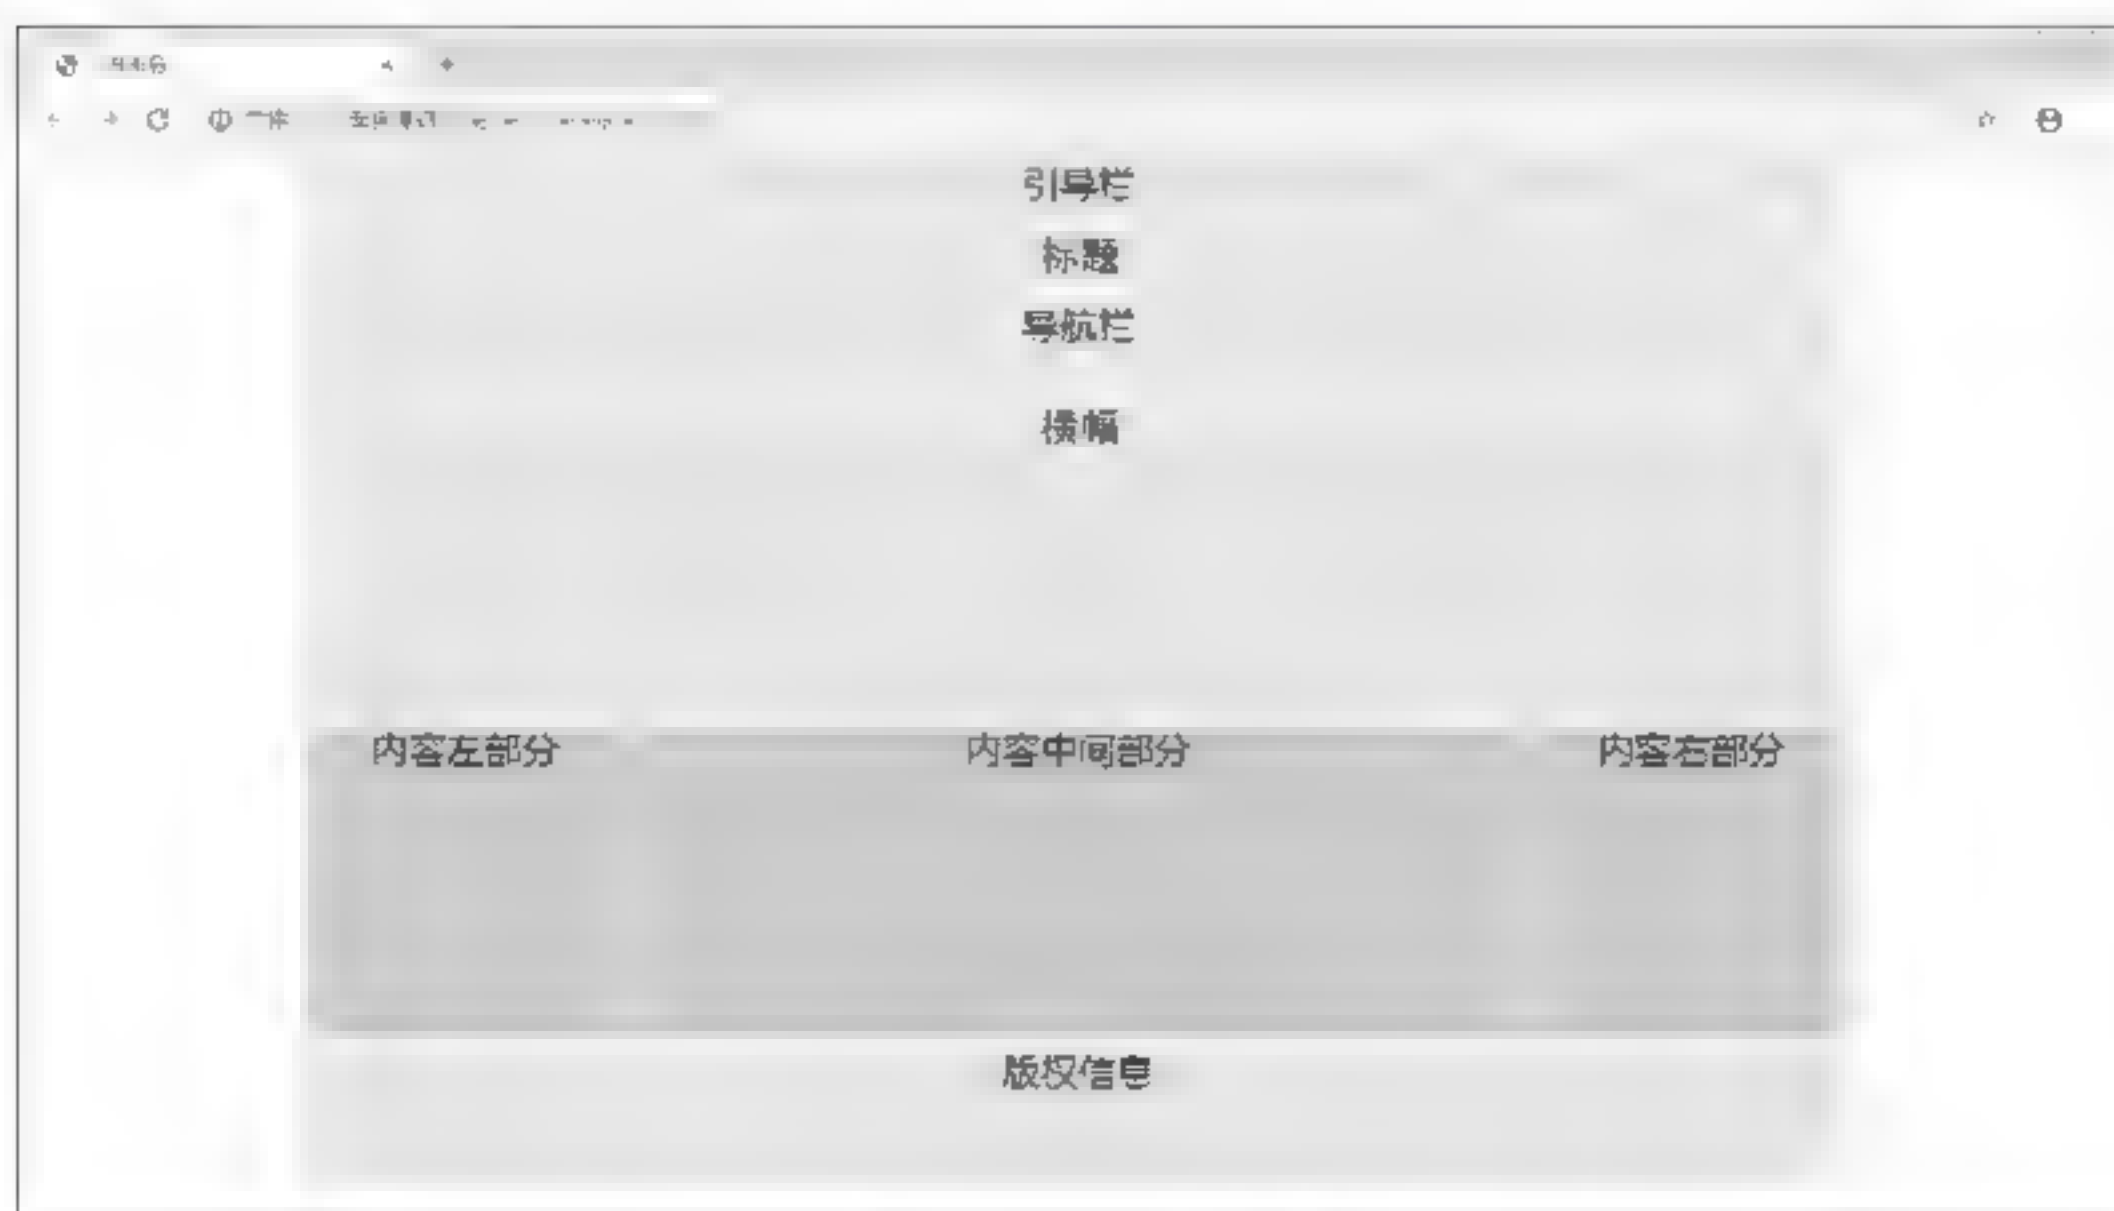 引导栏
标题
导航栏
横幅
内容左部分 内容中间部分 内容右部分
版权信息